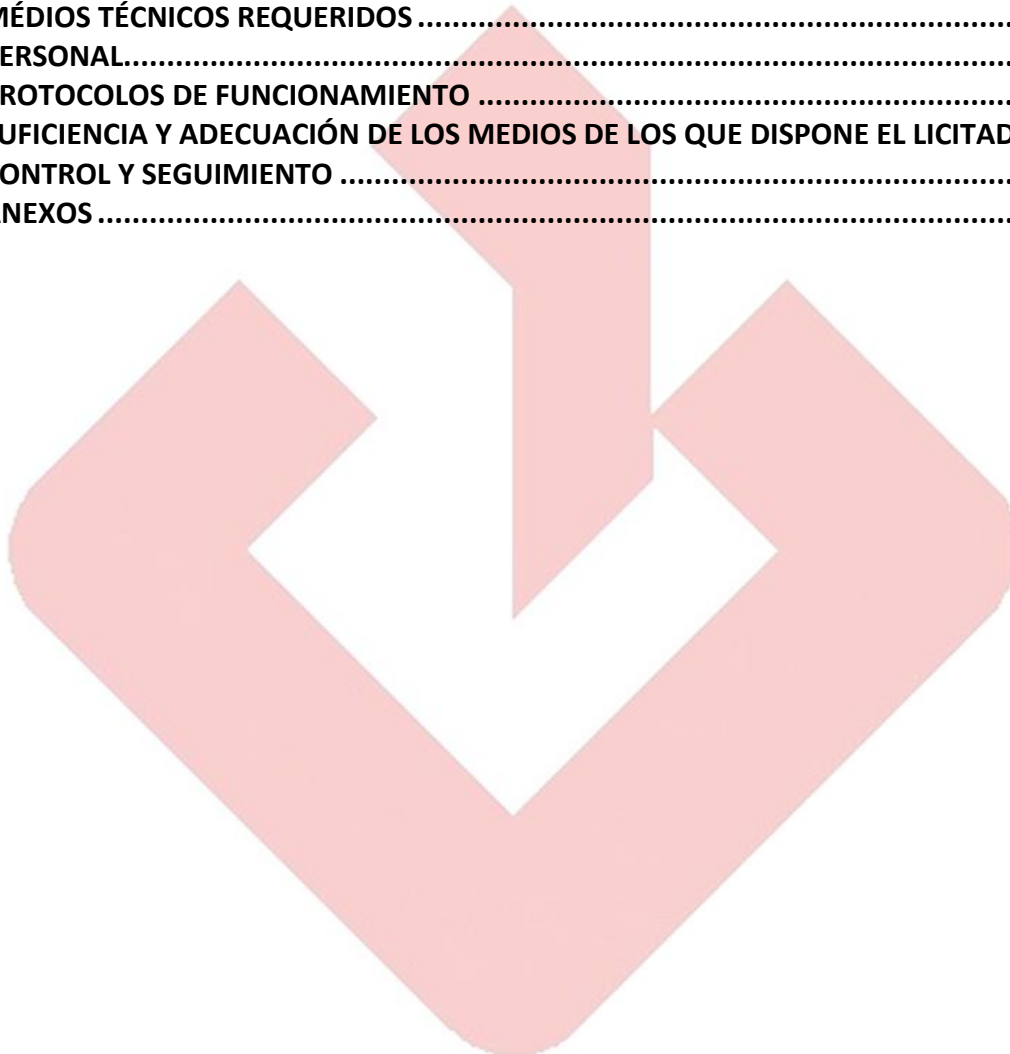 MÉDIOS TÉCNICOS REQUERIDOS
ERSONAL
ROTOCOLOS DE FUNCIONAMIENTO
UFICIENCIA Y ADECUACIÓN DE LOS MEDIOS DE LOS QUE DISPONE EL LICITAD
ONTROL Y SEGUIMIENTO
NEXOS